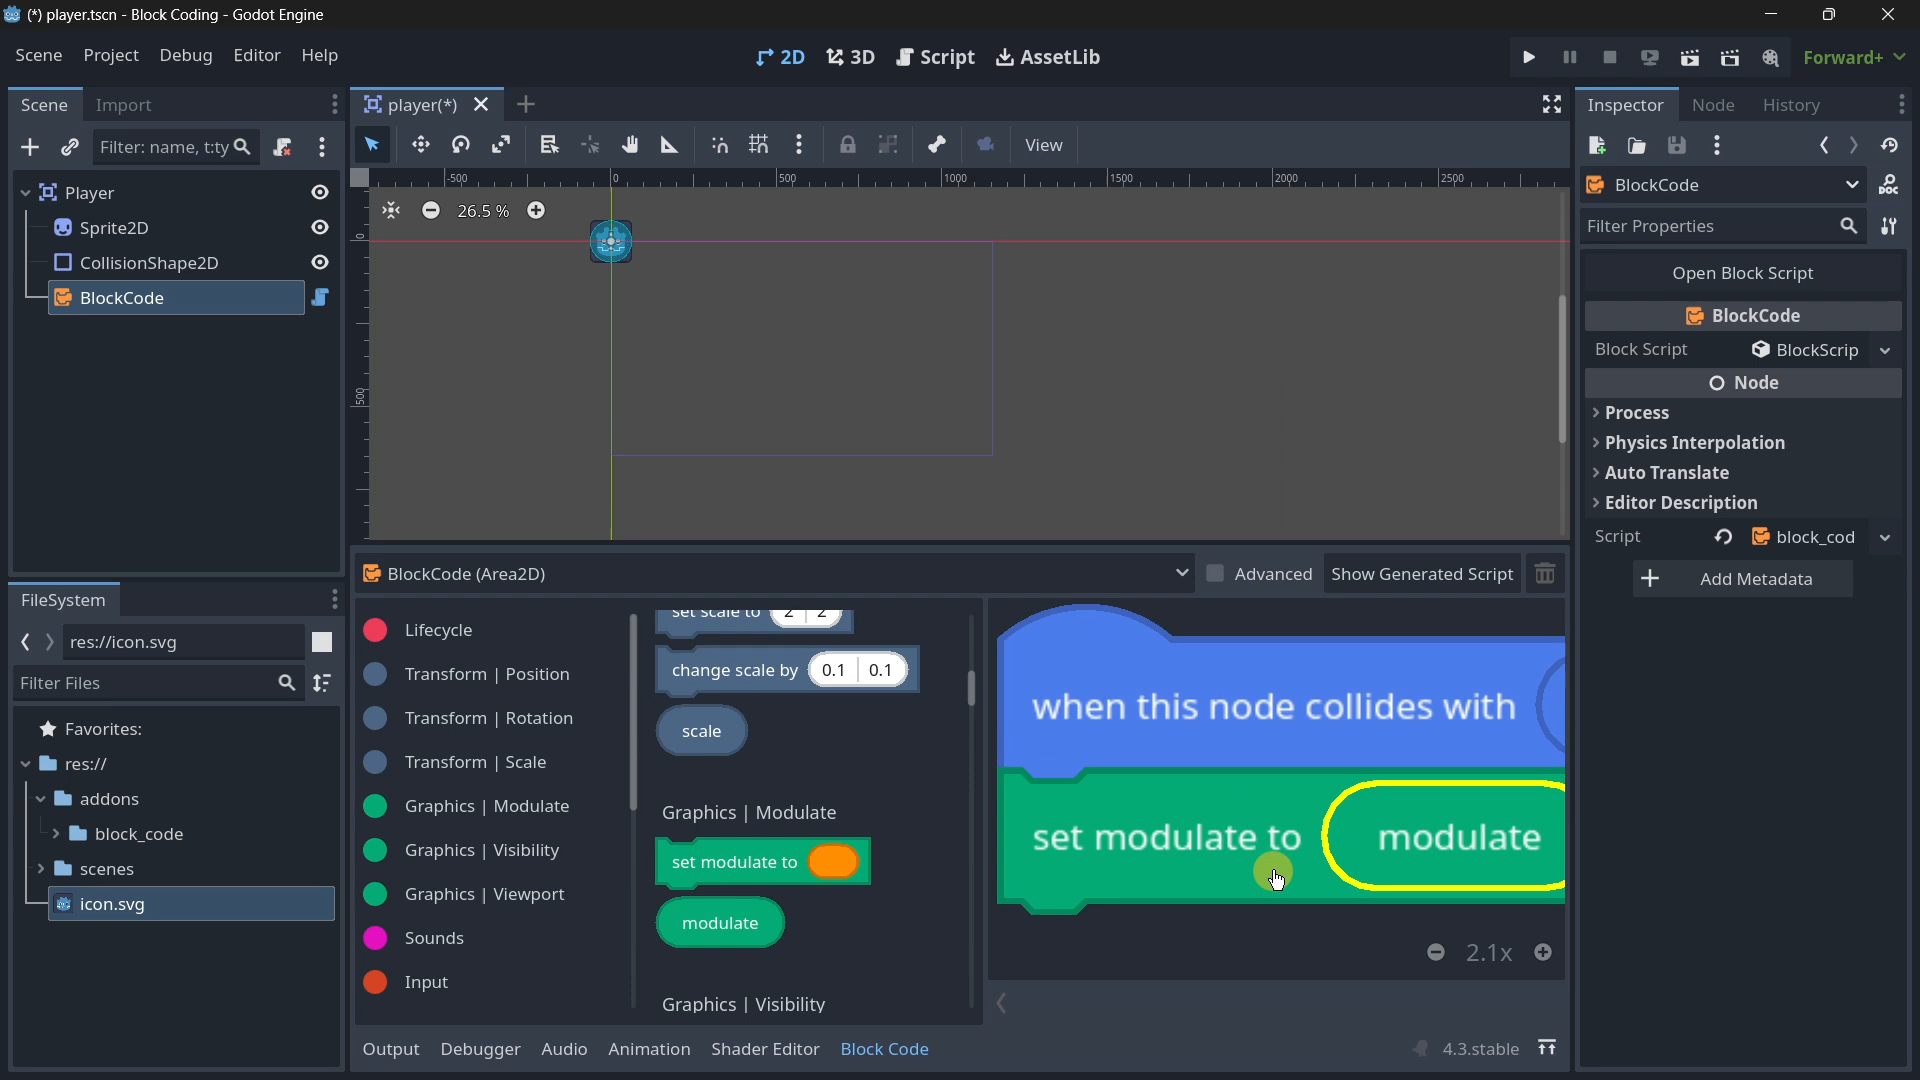 (*) player.tscn - Block Coding - Godot Engine
Scene Project Debug Editor Help
2D 3D Script AssetLib
Forward+
Scene Import
player(*)
Inspector Node History
Filter: name, t:ty
View
Player
Sprite2D
CollisionShape2D
BlockCode
-500 0 500 1000 1500 2000 2500
0
500
26.5 %
BlockCode
Filter Properties
Open Block Script
BlockCode
Block Script BlockScrip
Node
Process
Physics Interpolation
Auto Translate
Editor Description
Script block_cod
Add Metadata
FileSystem
res://icon.svg
Filter Files
Favorites:
res://
addons
block_code
scenes
icon.svg
BlockCode (Area2D)
Advanced Show Generated Script
Lifecycle
Transform | Position
Transform | Rotation
Transform | Scale
Graphics | Modulate
Graphics | Visibility
Graphics | Viewport
Sounds
Input
set scale to 2 2
change scale by 0.1 0.1
scale
Graphics | Modulate
set modulate to
modulate
Graphics | Visibility
when this node collides with
set modulate to modulate
2.1x
Output Debugger Audio Animation Shader Editor Block Code
4.3.stable